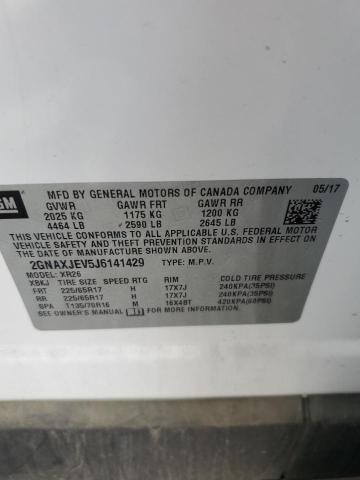 GM
MFD BY GENERAL MOTORS OF CANADA COMPANY 05/17
GVWR GAWR FRT GAWR RR
2025 KG 1175 KG 1200 KG
4464 LB 2590 LB 2645 LB
THIS VEHICLE CONFORMS TO ALL APPLICABLE U.S. FEDERAL MOTOR
VEHICLE SAFETY AND THEFT PREVENTION STANDARDS IN EFFECT ON
THE DATE OF MANUFACTURE SHOWN ABOVE.
2GNAXJEV5J6141429 TYPE: M.P.V.
MODEL: XR26
XBKJ TIRE SIZE SPEED RTG RIM COLD TIRE PRESSURE
FRT 225/65R17 H 17X7J 240KPA(35PSI)
RR 225/65R17 H 17X7J 240KPA(35PSI)
SPA T135/70R16 M 16X4BT 420KPA(60PSI)
SEE OWNER'S MANUAL FOR MORE INFORMATION.